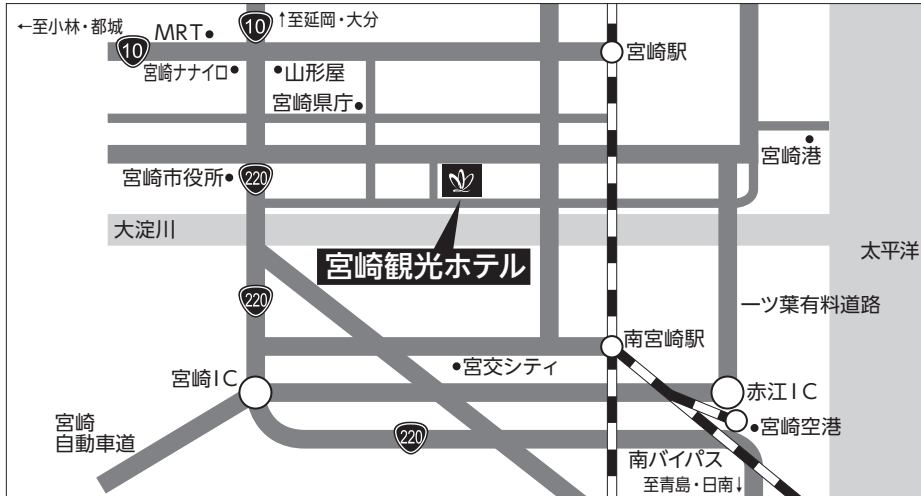 ←至小林・都城
10
↑至延岡・大分
MRT
10
宮崎駅
宮崎ナナイロ
山形屋
宮崎県庁
宮崎港
宮崎市役所
220
大淀川
太平洋
宮崎観光ホテル
220
一ツ葉有料道路
南宮崎駅
宮交シティ
宮崎IC
赤江IC
宮崎
自動車道
220
宮崎空港
南バイパス
至青島・日南↓